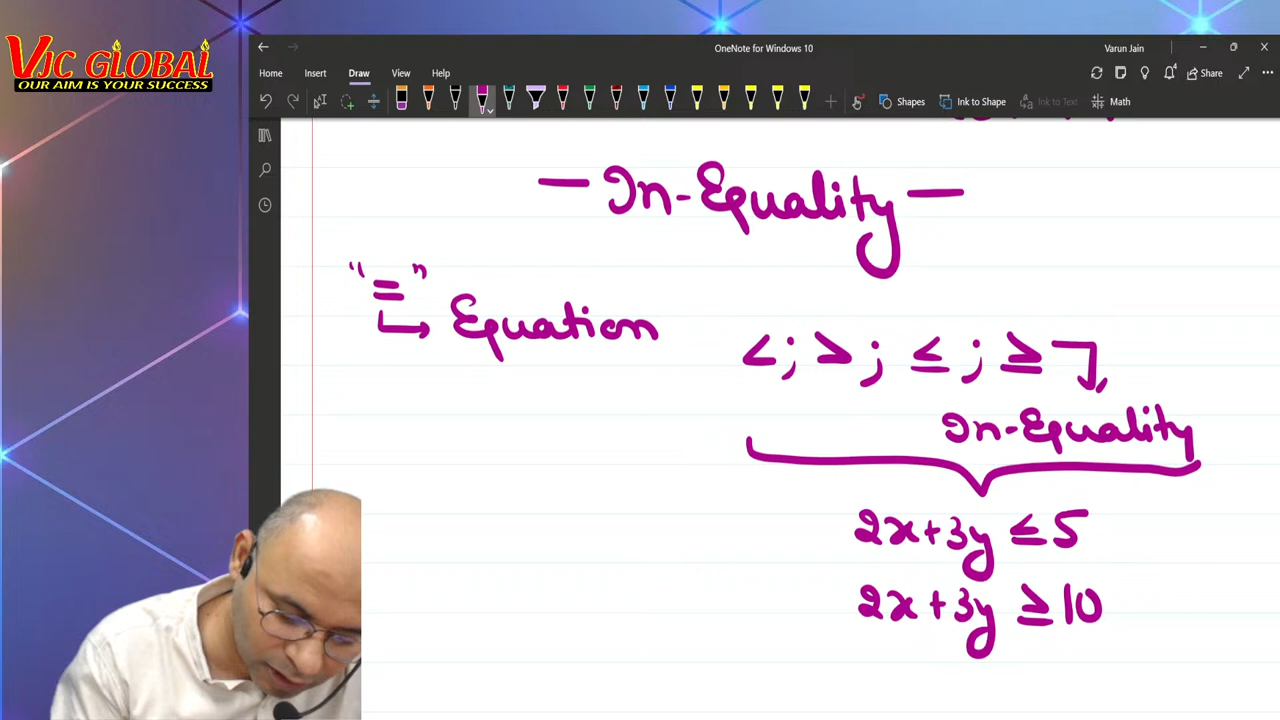 VJC GLOBAL
OUR AIM IS YOUR SUCCESS
OneNote for Windows 10
Varun Jain
Home Insert Draw View Help
Share
Shapes
Ink to Shape
Ink to Text
Math
— In-Equality —
"="
Equation
< ; > ; ≤ ; ≥
In-Equality
2x+3y ≤ 5
2x+3y ≥ 10